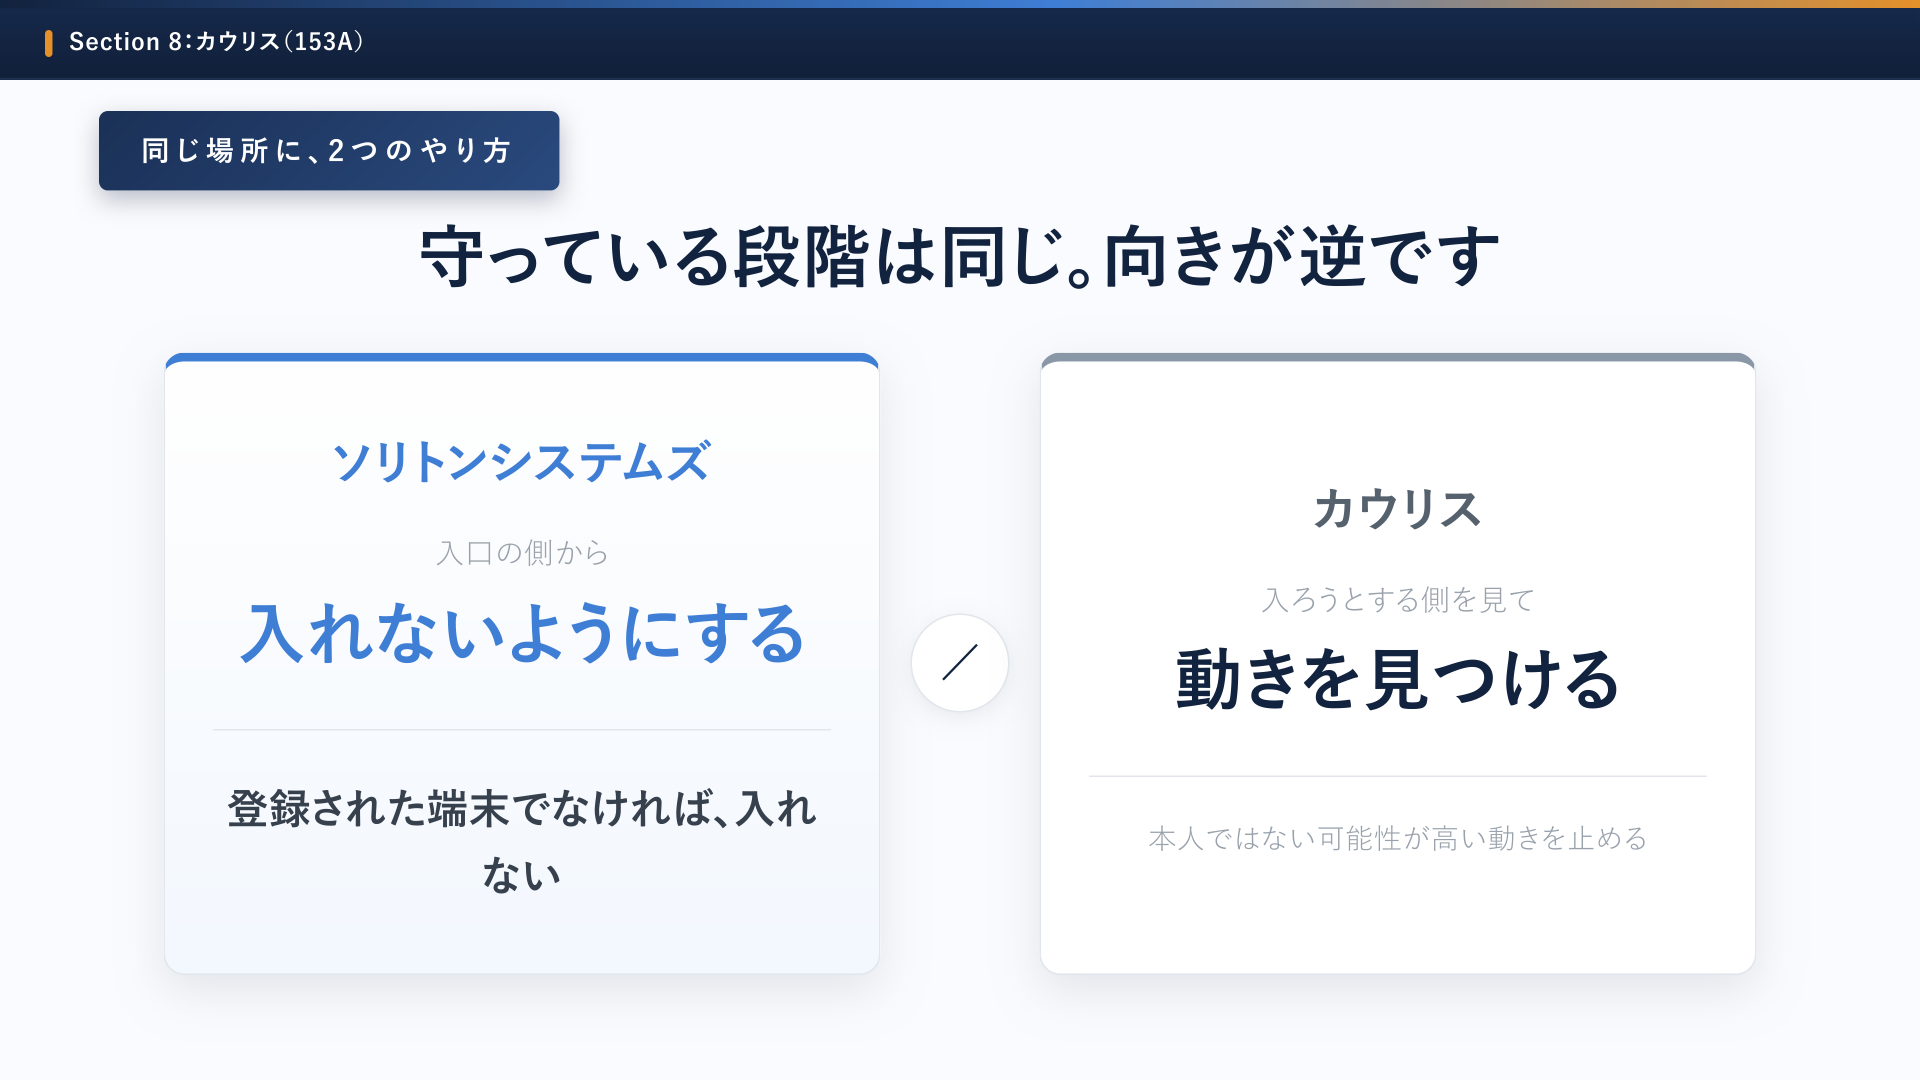 Section 8：カウリス（153A）
同じ場所に、2つのやり方
守っている段階は同じ。向きが逆です
ソリトンシステムズ
入口の側から
入れないようにする
登録された端末でなければ、入れ
ない
／
カウリス
入ろうとする側を見て
動きを見つける
本人ではない可能性が高い動きを止める